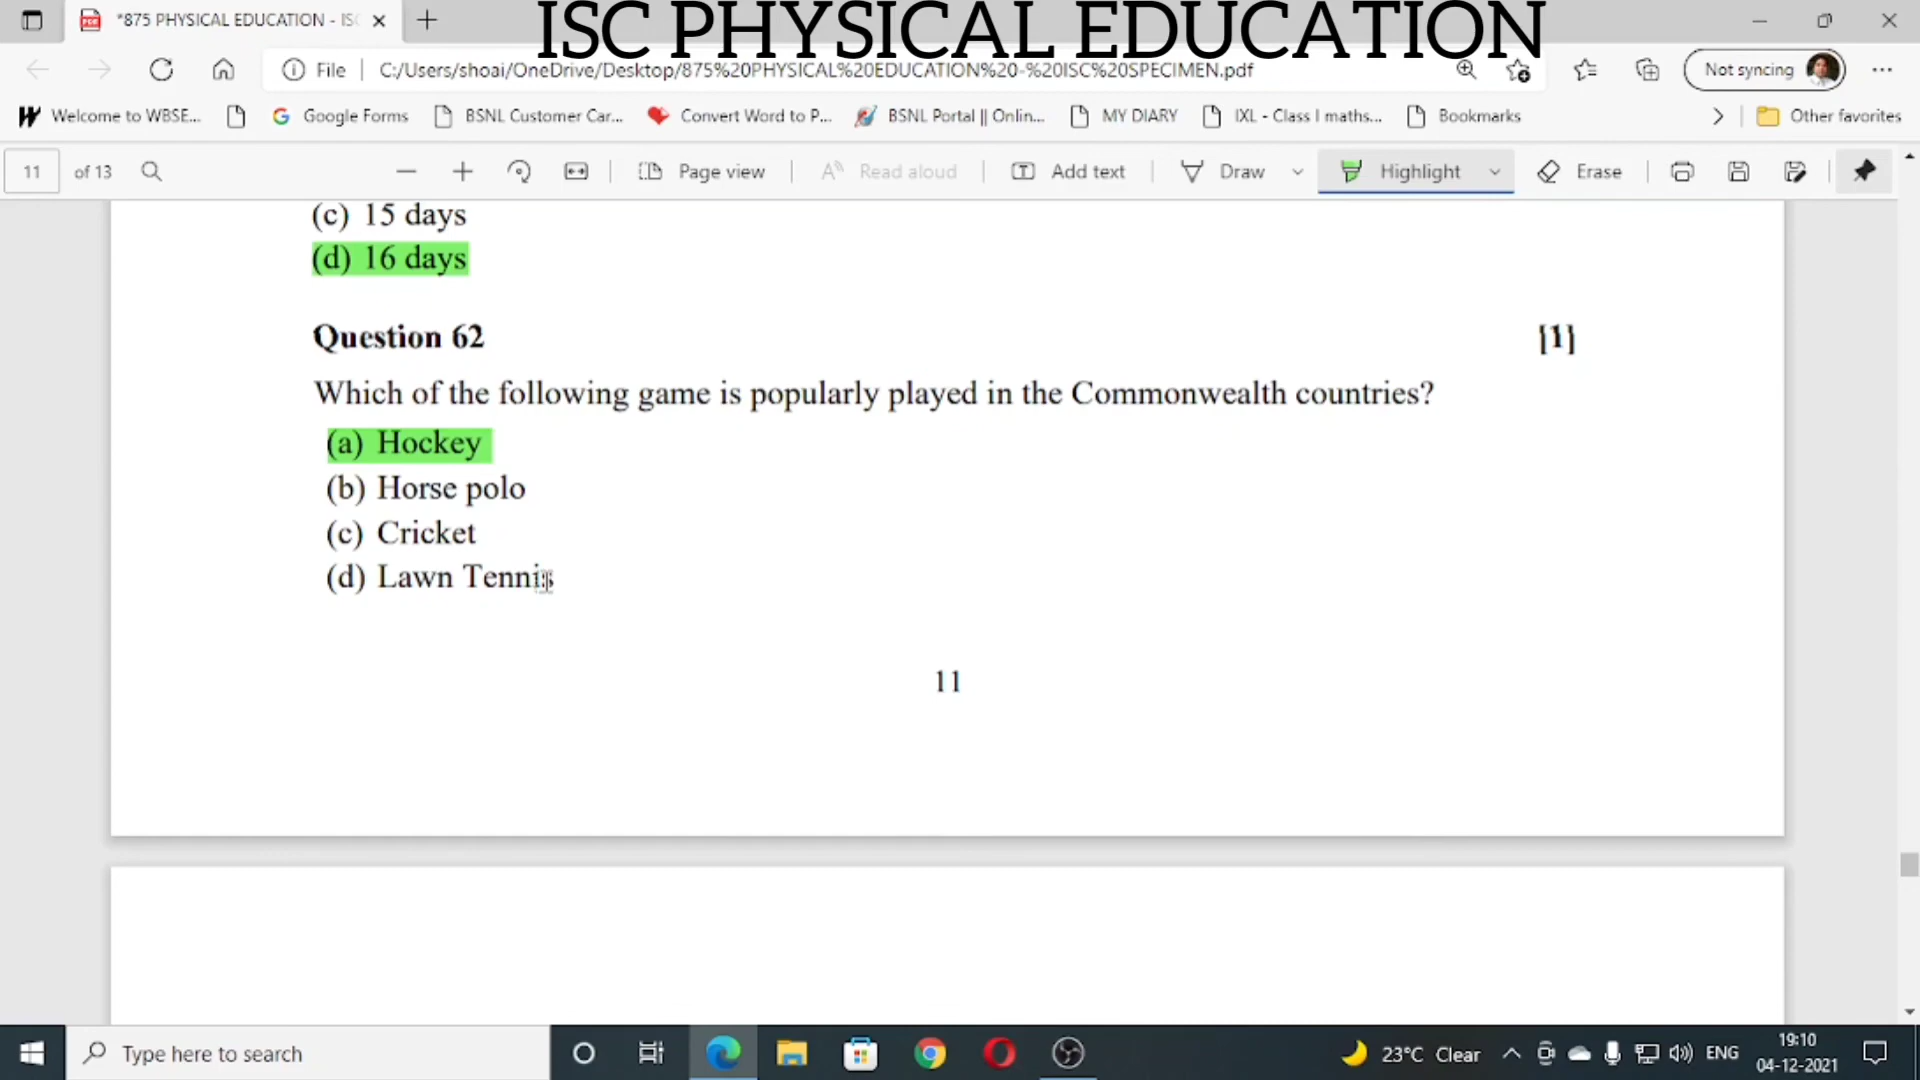 *875 PHYSICAL EDUCATION - ISC
ISC PHYSICAL EDUCATION
File C:/Users/shoai/OneDrive/Desktop/875%20PHYSICAL%20EDUCATION%20-%20ISC%20SPECIMEN.pdf Not syncing
Welcome to WBSE... Google Forms BSNL Customer Car... Convert Word to P... BSNL Portal || Onlin... MY DIARY IXL - Class I maths... Bookmarks Other favorites
11 of 13 Page view Read aloud Add text Draw Highlight Erase
(c) 15 days
(d) 16 days
Question 62 [1]
Which of the following game is popularly played in the Commonwealth countries?
(a) Hockey
(b) Horse polo
(c) Cricket
(d) Lawn Tennis
11
Type here to search 23°C Clear ENG 19:10
04-12-2021